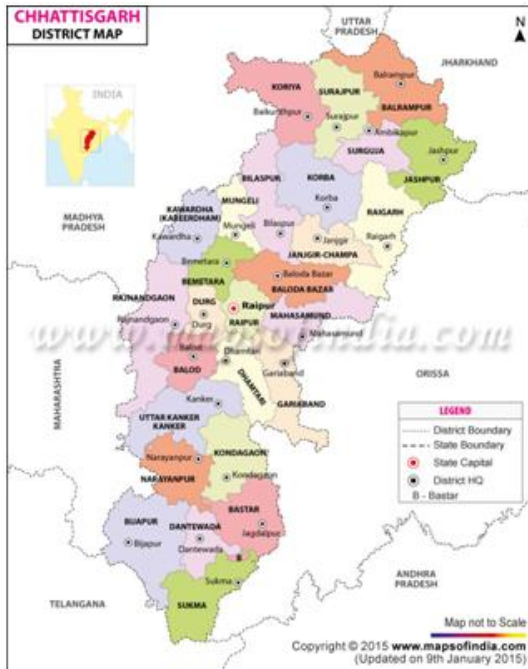 CHHATTISGARH
DISTRICT MAP
N
UTTAR
PRADESH
JHARKHAND
INDIA
KORIYA
SURAJPUR
Balrampur
BALRAMPUR
Baikunthpur
Surajpur
Ambikapur
SURGUJA
Jashpur
JASHPUR
BILASPUR
KORBA
Korba
MADHYA
PRADESH
KAWARDHA
(KABEERDHAM)
Kawardha
MUNGELI
Mungeli
Bilaspur
RAIGARH
Raigarh
Janjgir
JANJGIR-CHAMPA
Bemetara
BEMETARA
Baloda Bazar
BALODA BAZAR
RAJNANDGAON
Rajnandgaon
DURG
Durg
Raipur
RAIPUR
MAHASAMUND
Mahasamund
www.mapsofindia.com
Balod
BALOD
Dhamtari
DHAMTARI
Gariaband
GARIABAND
ORISSA
MAHARASHTRA
Kanker
UTTAR KANKER
KANKER
Narayanpur
NARAYANPUR
KONDAGAON
Kondagaon
BASTAR
Jagdalpur
BIJAPUR
Bijapur
DANTEWADA
Dantewada
B
Sukma
SUKMA
TELANGANA
ANDHRA
PRADESH
LEGEND
District Boundary
State Boundary
State Capital
District HQ
B - Bastar
Map not to Scale
Copyright © 2015 www.mapsofindia.com
(Updated on 9th January 2015)